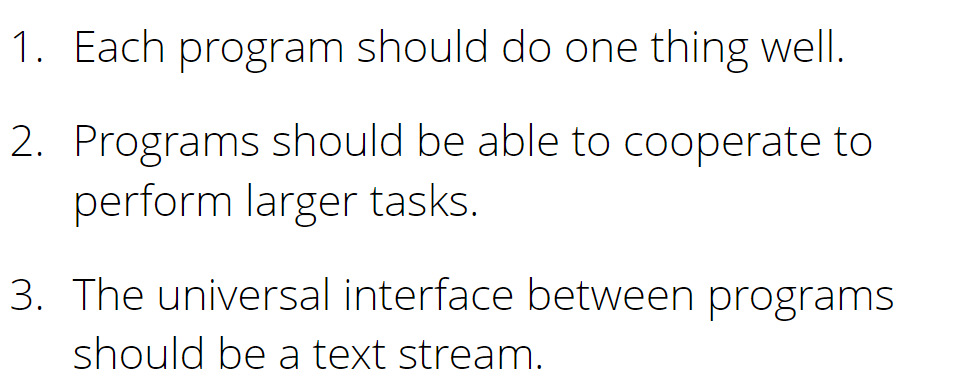 1. Each program should do one thing well.
2. Programs should be able to cooperate to
perform larger tasks.
3. The universal interface between programs
should be a text stream.